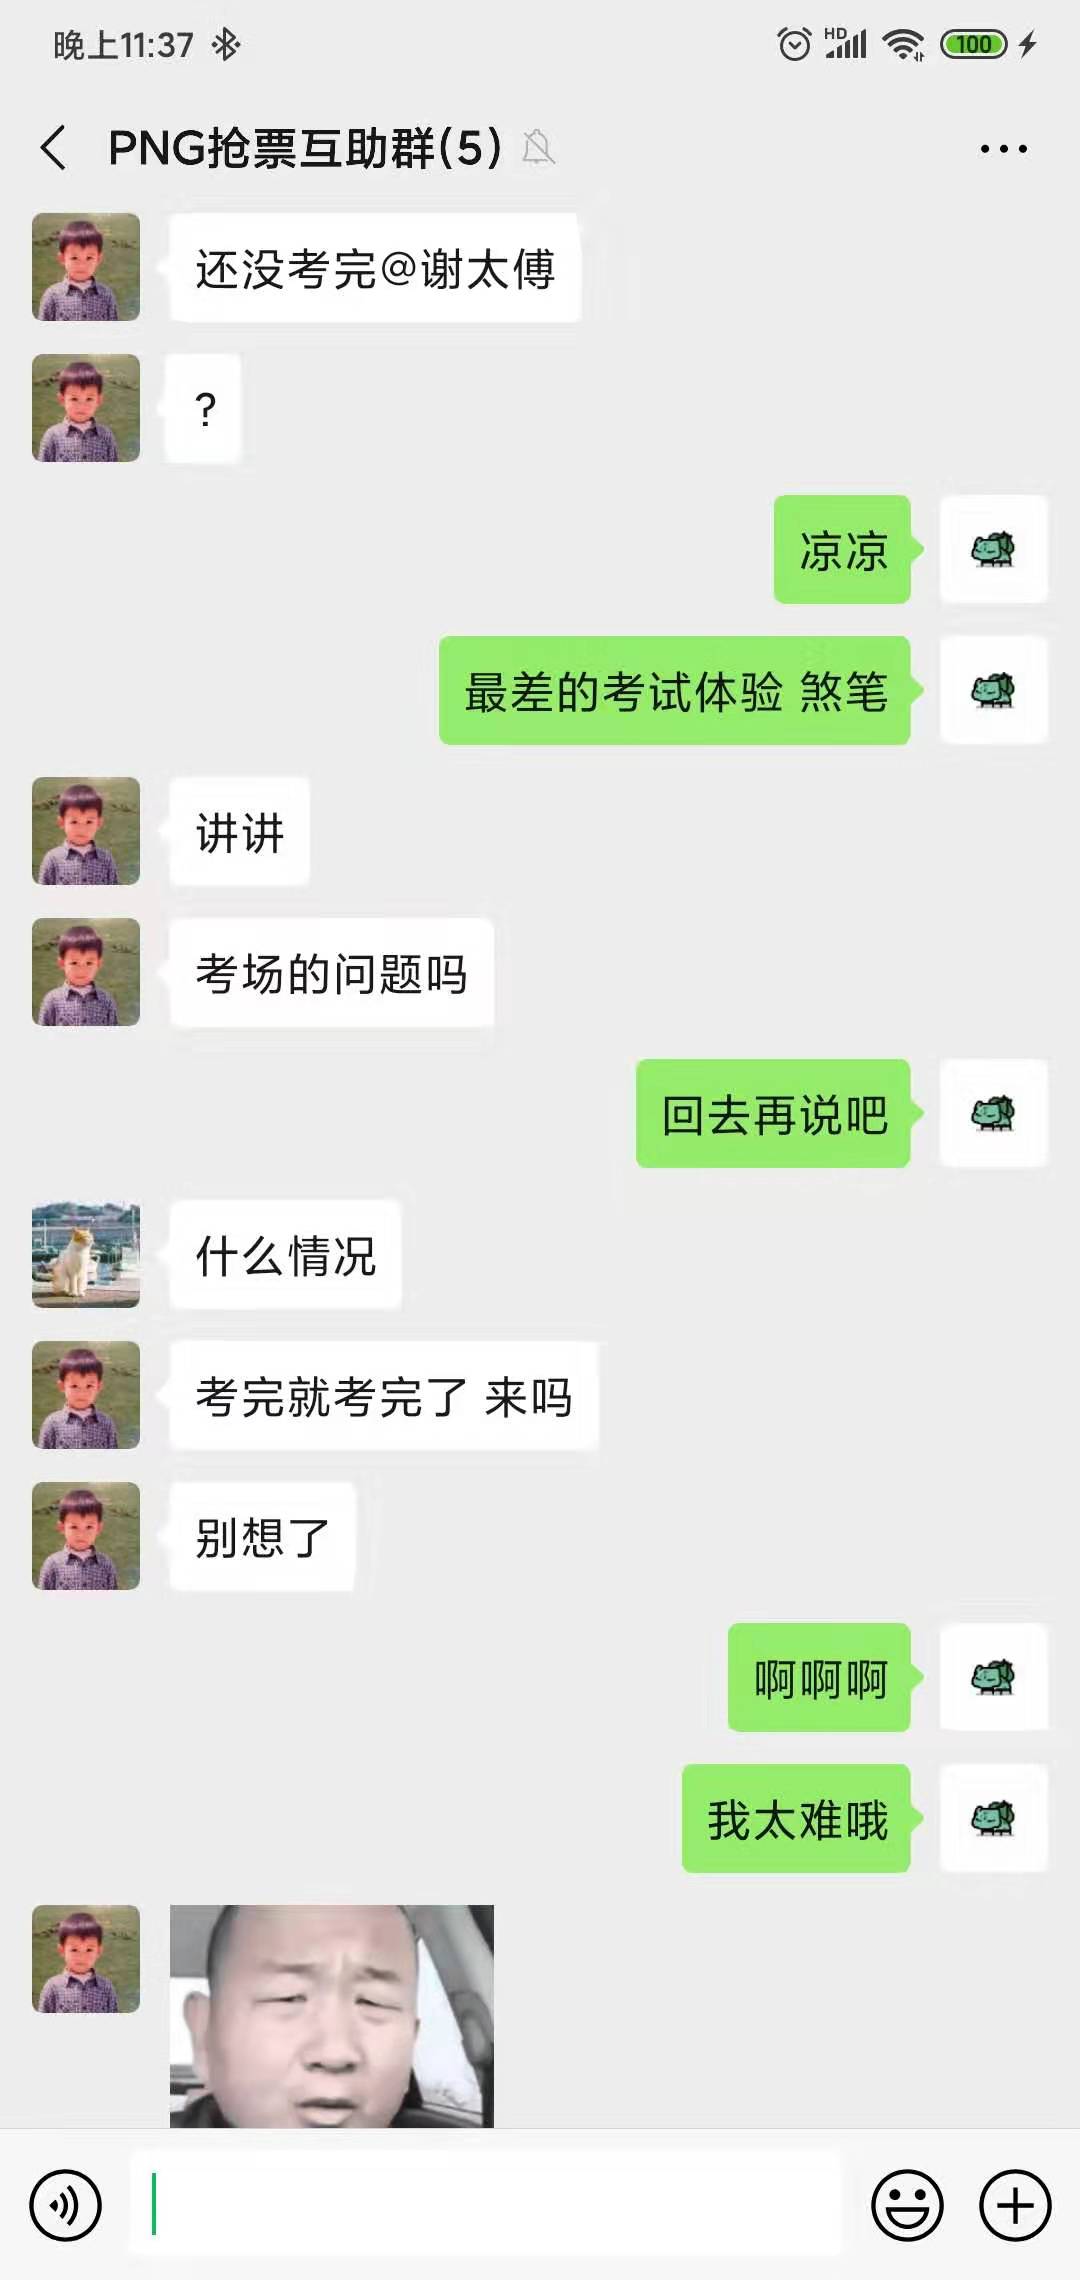 晚上11:37
HD
100
PNG抢票互助群(5)
还没考完@谢太傅
?
凉凉
最差的考试体验 煞笔
讲讲
考场的问题吗
回去再说吧
什么情况
考完就考完了 来吗
别想了
啊啊啊
我太难哦